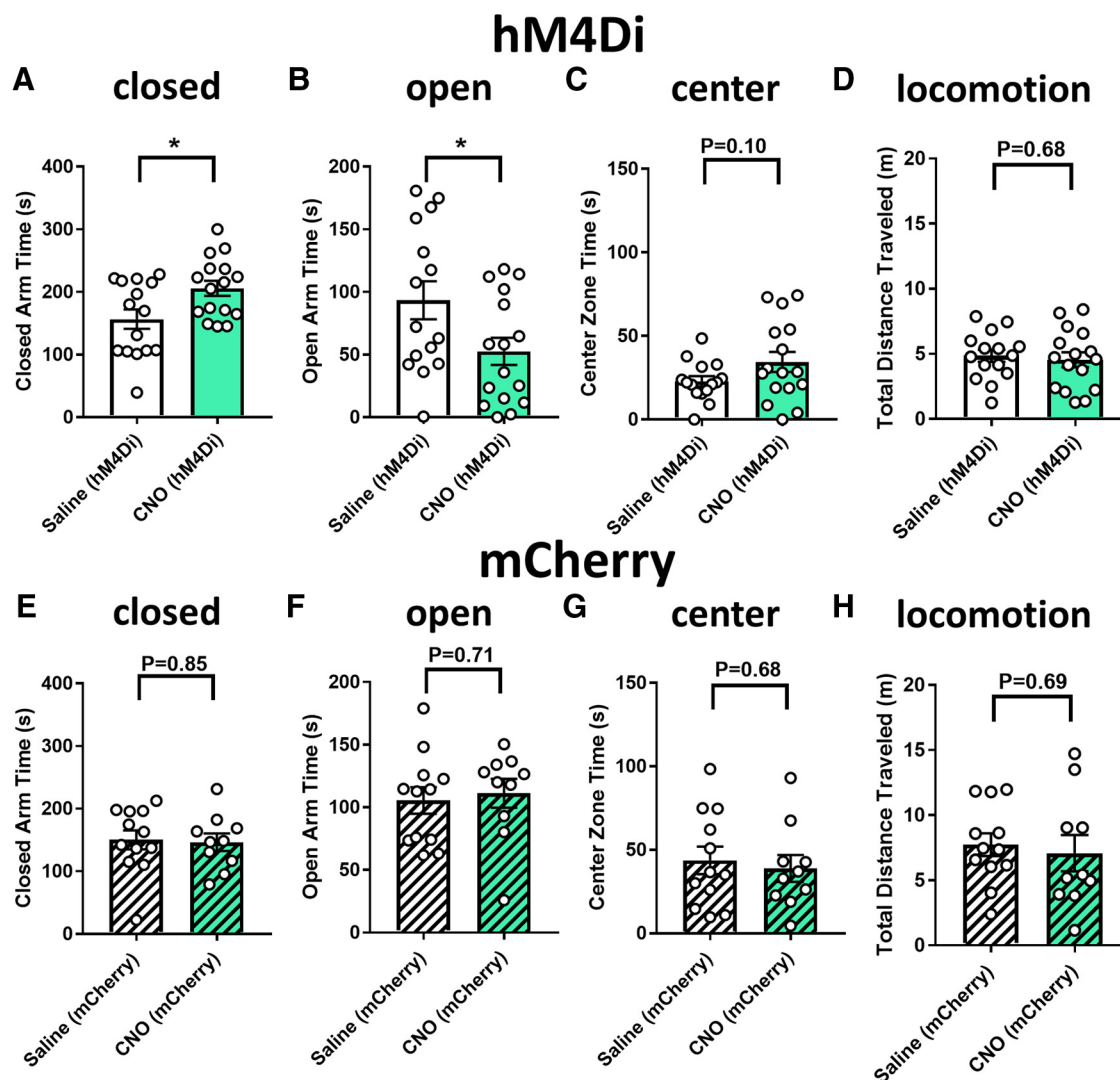 hM4Di
A closed
B open
C center
D locomotion
*
*
P=0.10
P=0.68
Closed Arm Time (s)
400
300
200
100
0
Saline (hM4Di)
CNO (hM4Di)
Open Arm Time (s)
200
150
100
50
0
Saline (hM4Di)
CNO (hM4Di)
Center Zone Time (s)
150
100
50
0
Saline (hM4Di)
CNO (hM4Di)
Total Distance Traveled (m)
20
15
10
5
0
Saline (hM4Di)
CNO (hM4Di)
mCherry
E closed
F open
G center
H locomotion
P=0.85
P=0.71
P=0.68
P=0.69
Closed Arm Time (s)
400
300
200
100
0
Saline (mCherry)
CNO (mCherry)
Open Arm Time (s)
200
150
100
50
0
Saline (mCherry)
CNO (mCherry)
Center Zone Time (s)
150
100
50
0
Saline (mCherry)
CNO (mCherry)
Total Distance Traveled (m)
20
15
10
5
0
Saline (mCherry)
CNO (mCherry)